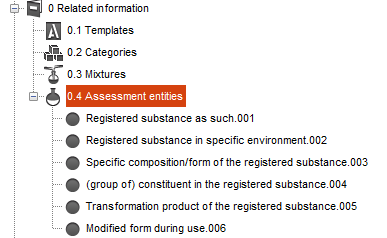 0 Related information
0.1 Templates
0.2 Categories
0.3 Mixtures
0.4 Assessment entities
Registered substance as such.001
Registered substance in specific environment.002
Specific composition/form of the registered substance.003
(group of) constituent in the registered substance.004
Transformation product of the registered substance.005
Modified form during use.006